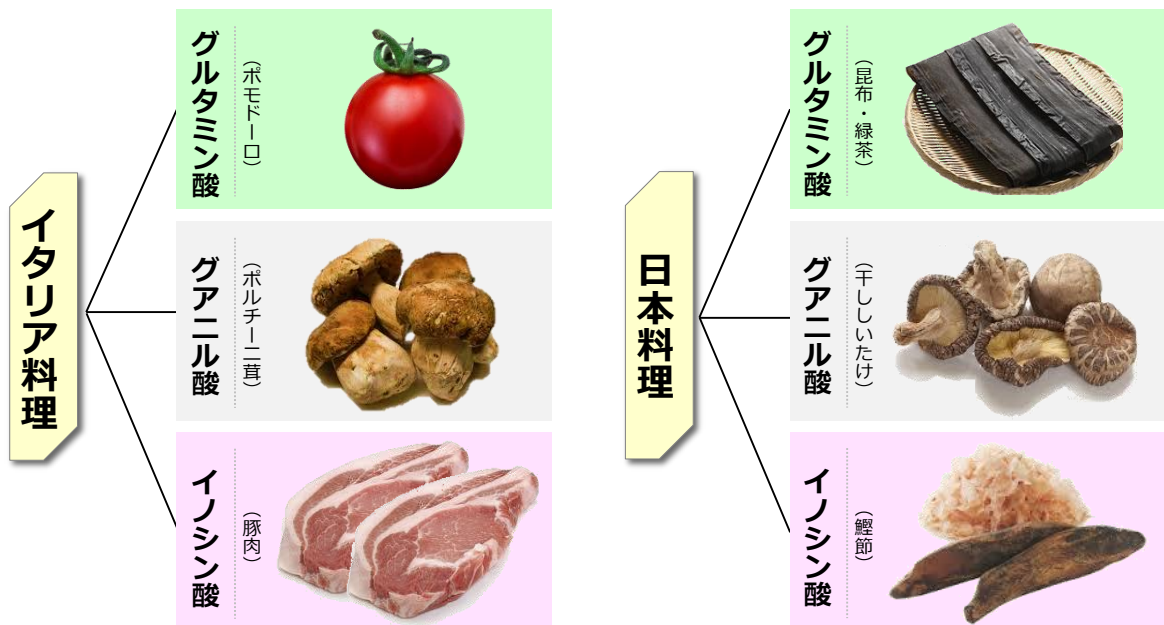 イタリア料理
グルタミン酸
（ポモドーロ）
グアニル酸
（ポルチーニ茸）
イノシン酸
（豚肉）
日本料理
グルタミン酸
（昆布・緑茶）
グアニル酸
（干ししいたけ）
イノシン酸
（鰹節）